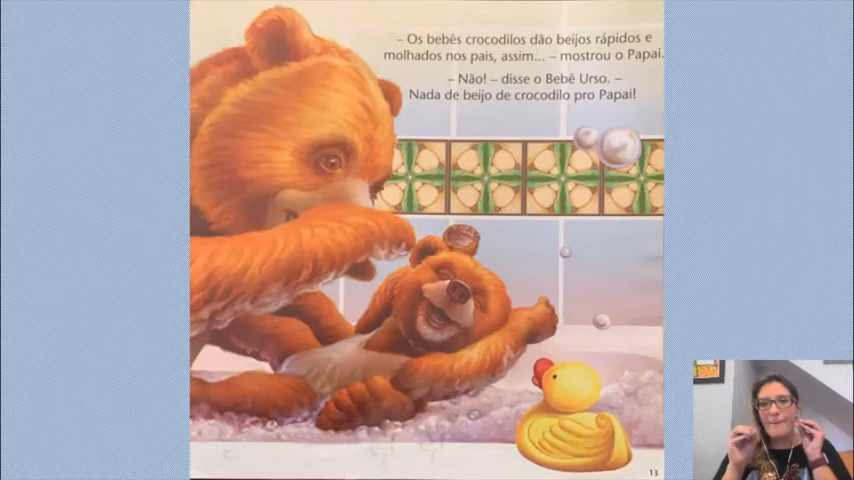 – Os bebês crocodilos dão beijos rápidos e
molhados nos pais, assim... – mostrou o Papai.
– Não! – disse o Bebê Urso. –
Nada de beijo de crocodilo pro Papai!
13